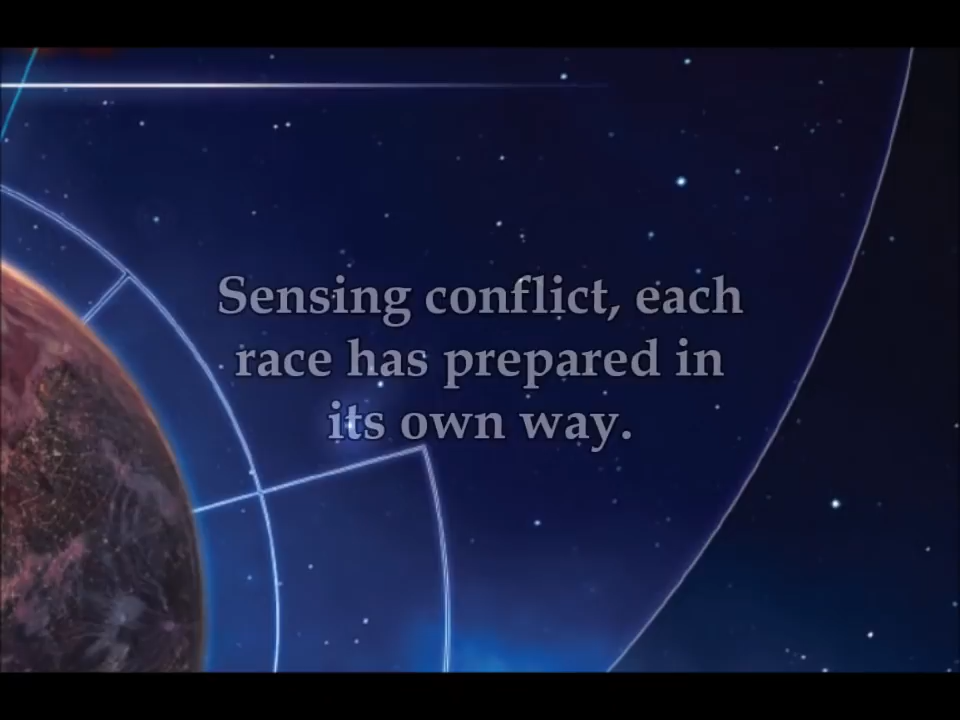 Sensing conflict, each
race has prepared in
its own way.